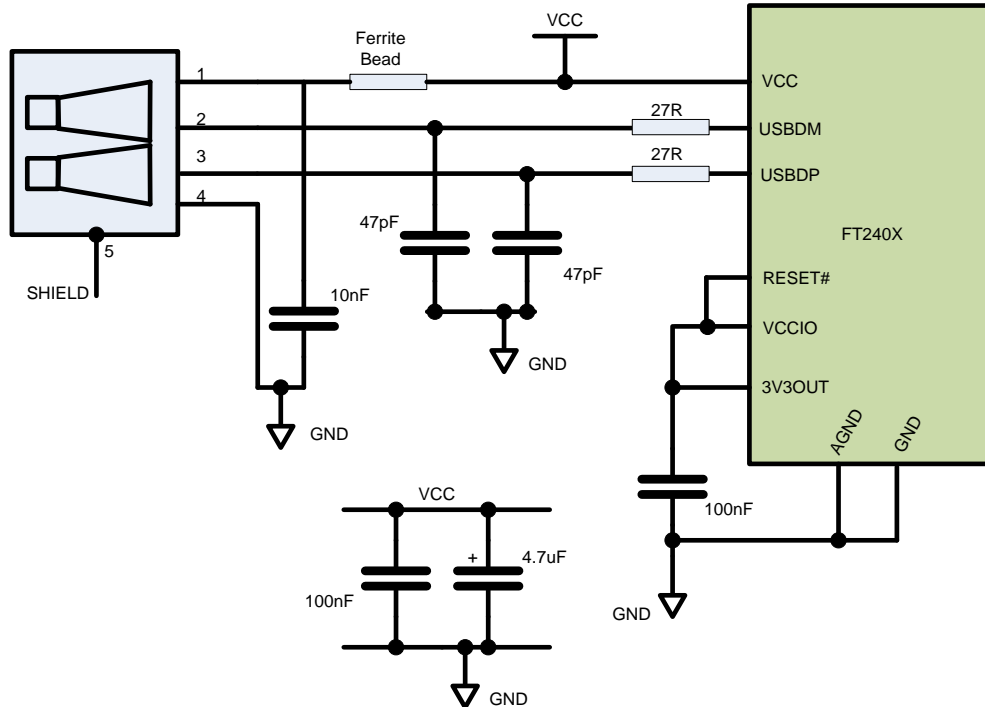 VCC
Ferrite
Bead
1
VCC
27R
2
USBDM
27R
3
USBDP
4
47pF
FT240X
5
47pF
RESET#
SHIELD
10nF
VCCIO
GND
3V3OUT
GND
AGND
GND
VCC
100nF
4.7uF
+
100nF
GND
GND